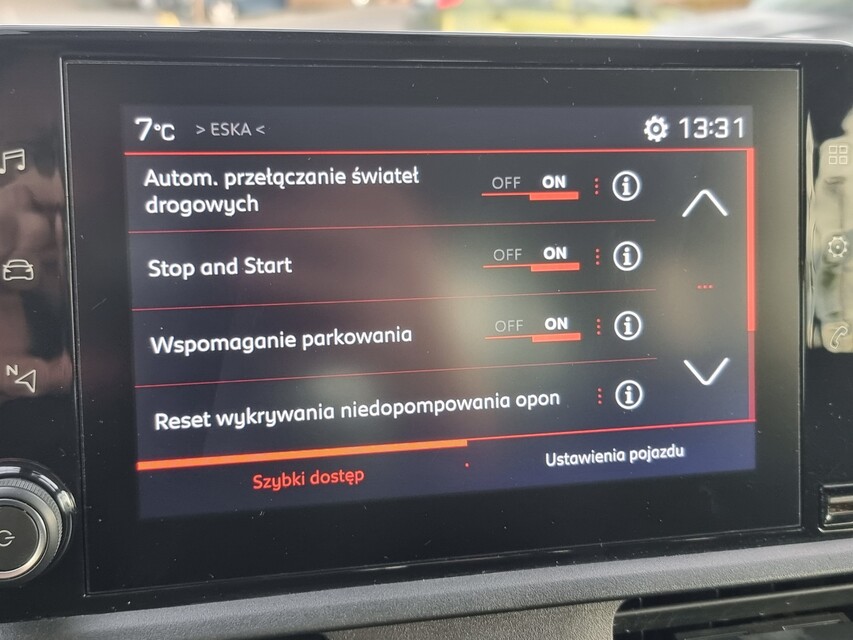 7°C > ESKA < 13:31
Autom. przełączanie świateł
drogowych
OFF ON
Stop and Start
OFF ON
Wspomaganie parkowania
OFF ON
Reset wykrywania niedopompowania opon
Szybki dostęp
Ustawienia pojazdu
N